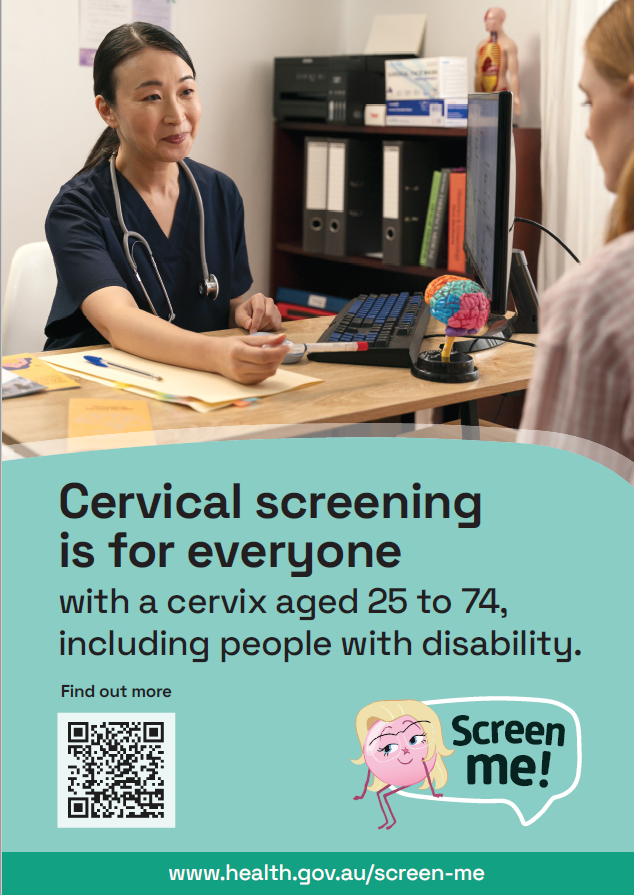 Cervical screening
is for everyone
with a cervix aged 25 to 74,
including people with disability.
Find out more
Screen
me!
www.health.gov.au/screen-me